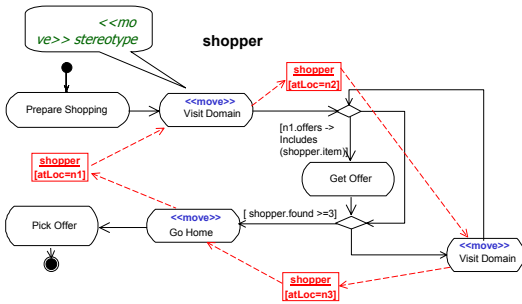 <<mo
ve>> stereotype
shopper
Prepare Shopping
<<move>>
Visit Domain
shopper
[atLoc=n2]
[n1.offers ->
Includes
(shopper.item)]
shopper
[atLoc=n1]
Get Offer
Pick Offer
<<move>>
Go Home
[ shopper.found >=3]
<<move>>
Visit Domain
shopper
[atLoc=n3]